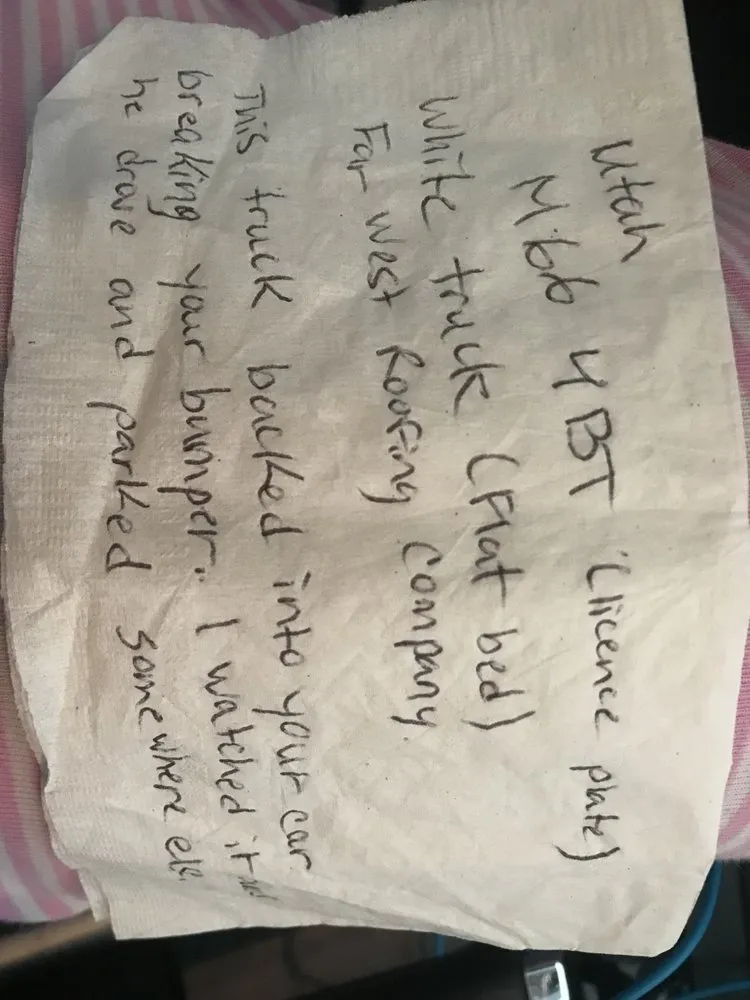 Utah
M66 4BT (licence plate)
White truck (Flat bed)
Far West Roofing Company.
This truck backed into your car
breaking your bumper. I watched it and
he drove and parked somewhere els.